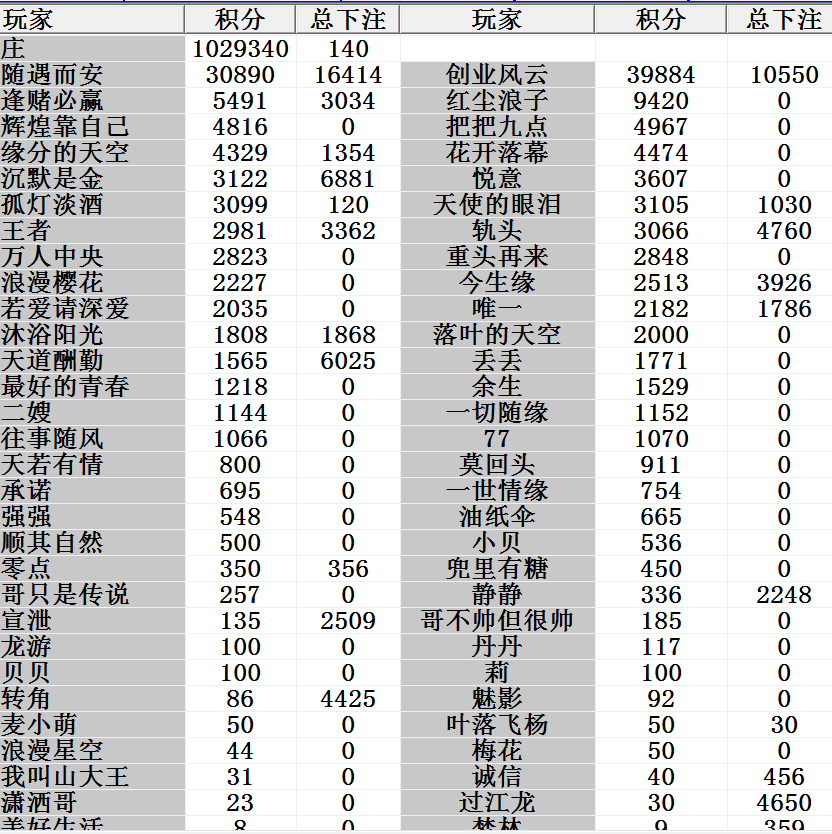 玩家 积分 总下注 玩家 积分 总下注
庄 1029340 140
随遇而安 30890 16414 创业风云 39884 10550
逢赌必赢 5491 3034 红尘浪子 9420 0
辉煌靠自己 4816 0 把把九点 4967 0
缘分的天空 4329 1354 花开落幕 4474 0
沉默是金 3122 6881 悦意 3607 0
孤灯淡酒 3099 120 天使的眼泪 3105 1030
王者 2981 3362 轨头 3066 4760
万人中央 2823 0 重头再来 2848 0
浪漫樱花 2227 0 今生缘 2513 3926
若爱请深爱 2035 0 唯一 2182 1786
沐浴阳光 1808 1868 落叶的天空 2000 0
天道酬勤 1565 6025 丢丢 1771 0
最好的青春 1218 0 余生 1529 0
二嫂 1144 0 一切随缘 1152 0
往事随风 1066 0 77 1070 0
天若有情 800 0 莫回头 911 0
承诺 695 0 一世情缘 754 0
强强 548 0 油纸伞 665 0
顺其自然 500 0 小贝 536 0
零点 350 356 兜里有糖 450 0
哥只是传说 257 0 静静 336 2248
宣泄 135 2509 哥不帅但很帅 185 0
龙游 100 0 丹丹 117 0
贝贝 100 0 莉 100 0
转角 86 4425 魅影 92 0
麦小萌 50 0 叶落飞杨 50 30
浪漫星空 44 0 梅花 50 0
我叫山大王 31 0 诚信 40 456
潇洒哥 23 0 过江龙 30 4650
美好生活 8 0 梦林 9 359